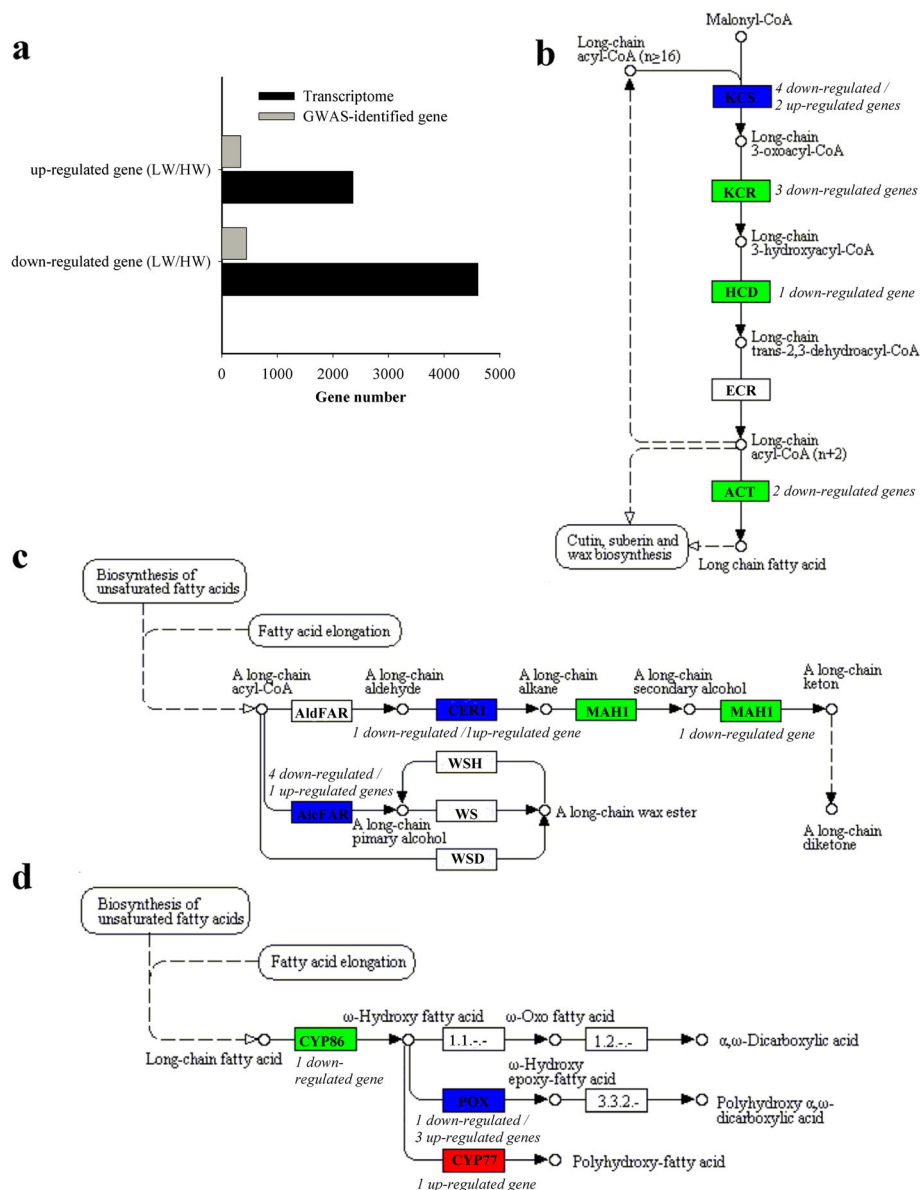 a
Transcriptome
GWAS-identified gene
up-regulated gene (LW/HW)
down-regulated gene (LW/HW)
0
1000
2000
3000
4000
5000
Gene number
b
Malonyl-CoA
Long-chain
acyl-CoA (n≥16)
KCS
4 down-regulated /
2 up-regulated genes
Long-chain
3-oxoacyl-CoA
KCR
3 down-regulated genes
Long-chain
3-hydroxyacyl-CoA
HCD
1 down-regulated gene
Long-chain
trans-2,3-dehydroacyl-CoA
ECR
Long-chain
acyl-CoA (n+2)
ACT
2 down-regulated genes
Cutin, suberin and
wax biosynthesis
Long chain fatty acid
c
Biosynthesis of
unsaturated fatty acids
Fatty acid elongation
A long-chain
acyl-CoA
A long-chain
aldehyde
A long-chain
alkane
A long-chain
secondary alcohol
A long-chain
keton
AldFAR
CER1
MAH1
MAH1
1 down-regulated /1up-regulated gene
1 down-regulated gene
4 down-regulated /
1 up-regulated genes
WSH
AlcFAR
WS
A long-chain
pimary alcohol
A long-chain wax ester
WSD
A long-chain
diketone
d
Biosynthesis of
unsaturated fatty acids
Fatty acid elongation
ω-Hydroxy fatty acid
ω-Oxo fatty acid
Long-chain fatty acid
CYP86
1.1.-.-
1.2.-.-
α,ω-Dicarboxylic acid
1 down-
regulated gene
ω-Hydroxy
epoxy-fatty acid
POX
3.3.2.-
Polyhydroxy α,ω-
dicarboxylic acid
1 down-regulated /
3 up-regulated genes
CYP77
Polyhydroxy-fatty acid
1 up-regulated gene